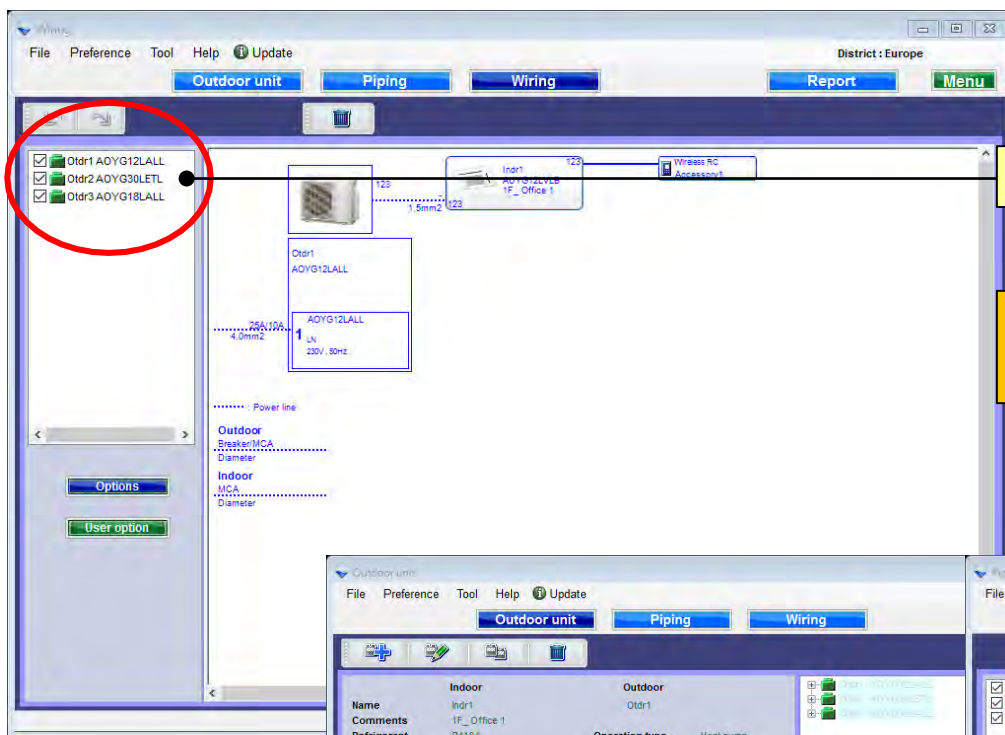 Wiring
File Preference Tool Help Update
District : Europe
Outdoor unit Piping Wiring Report Menu
Otdr1 AOYG12LALL
Otdr2 AOYG30LETL
Otdr3 AOYG18LALL
123
1.5mm2
123
Indr1
AUYG12LVLB
1F_ Office 1
123
Wireless RC
Accessory1
Otdr1
AOYG12LALL
25A/10A
4.0mm2
AOYG12LALL
1 LN
230V , 50Hz
: Power line
Outdoor
Breaker/MCA
Diameter
Indoor
MCA
Diameter
Options
User option
Outdoor unit
File Preference Tool Help Update
Outdoor unit Piping Wiring
Indoor Outdoor
Name Indr1 Otdr1
Comments 1F_ Office 1
Refrigerant R410A Operation type Heat pump
File